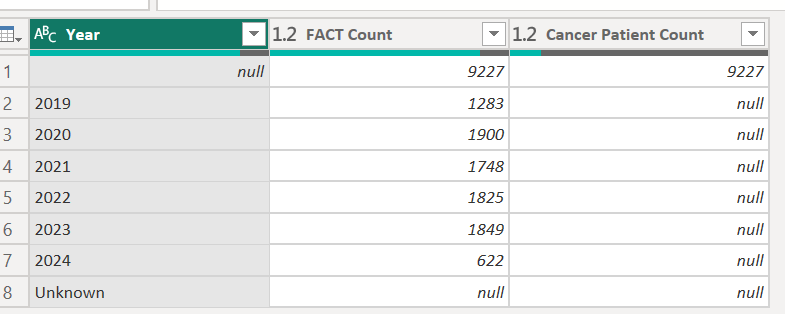 ABC Year 1.2 FACT Count 1.2 Cancer Patient Count
1 null 9227 9227
2 2019 1283 null
3 2020 1900 null
4 2021 1748 null
5 2022 1825 null
6 2023 1849 null
7 2024 622 null
8 Unknown null null